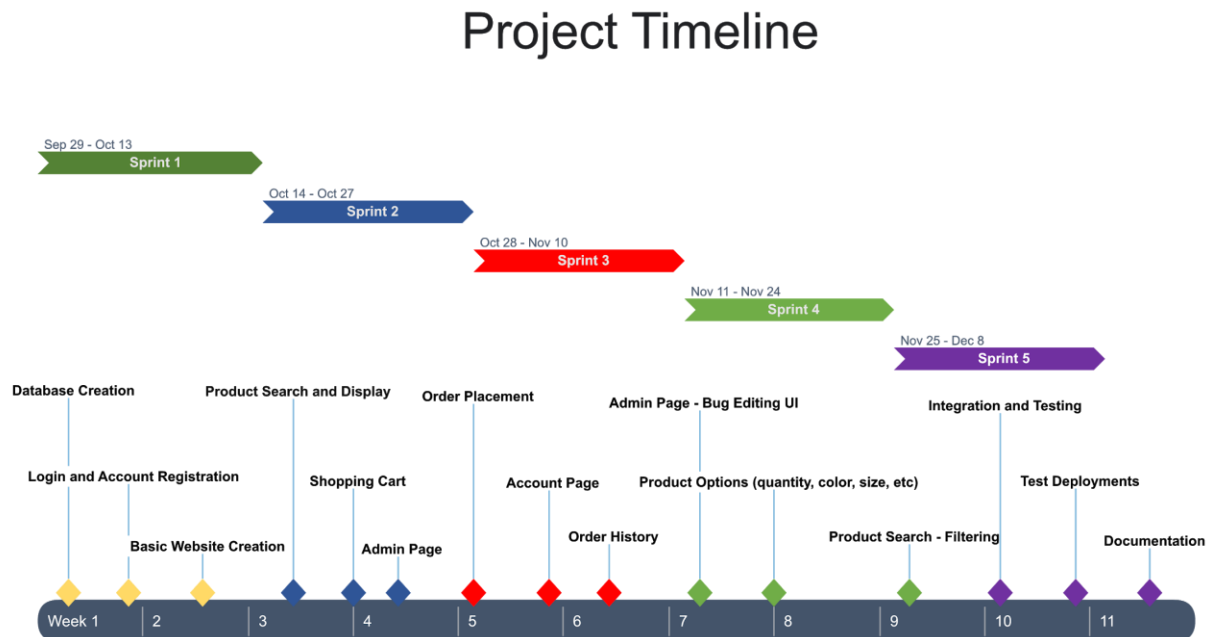 Project Timeline
Sep 29 - Oct 13
Sprint 1
Oct 14 - Oct 27
Sprint 2
Oct 28 - Nov 10
Sprint 3
Nov 11 - Nov 24
Sprint 4
Nov 25 - Dec 8
Sprint 5
Database Creation
Product Search and Display
Order Placement
Admin Page - Bug Editing UI
Integration and Testing
Login and Account Registration
Shopping Cart
Account Page
Product Options (quantity, color, size, etc)
Test Deployments
Basic Website Creation
Admin Page
Order History
Product Search - Filtering
Documentation
Week 1
2
3
4
5
6
7
8
9
10
11